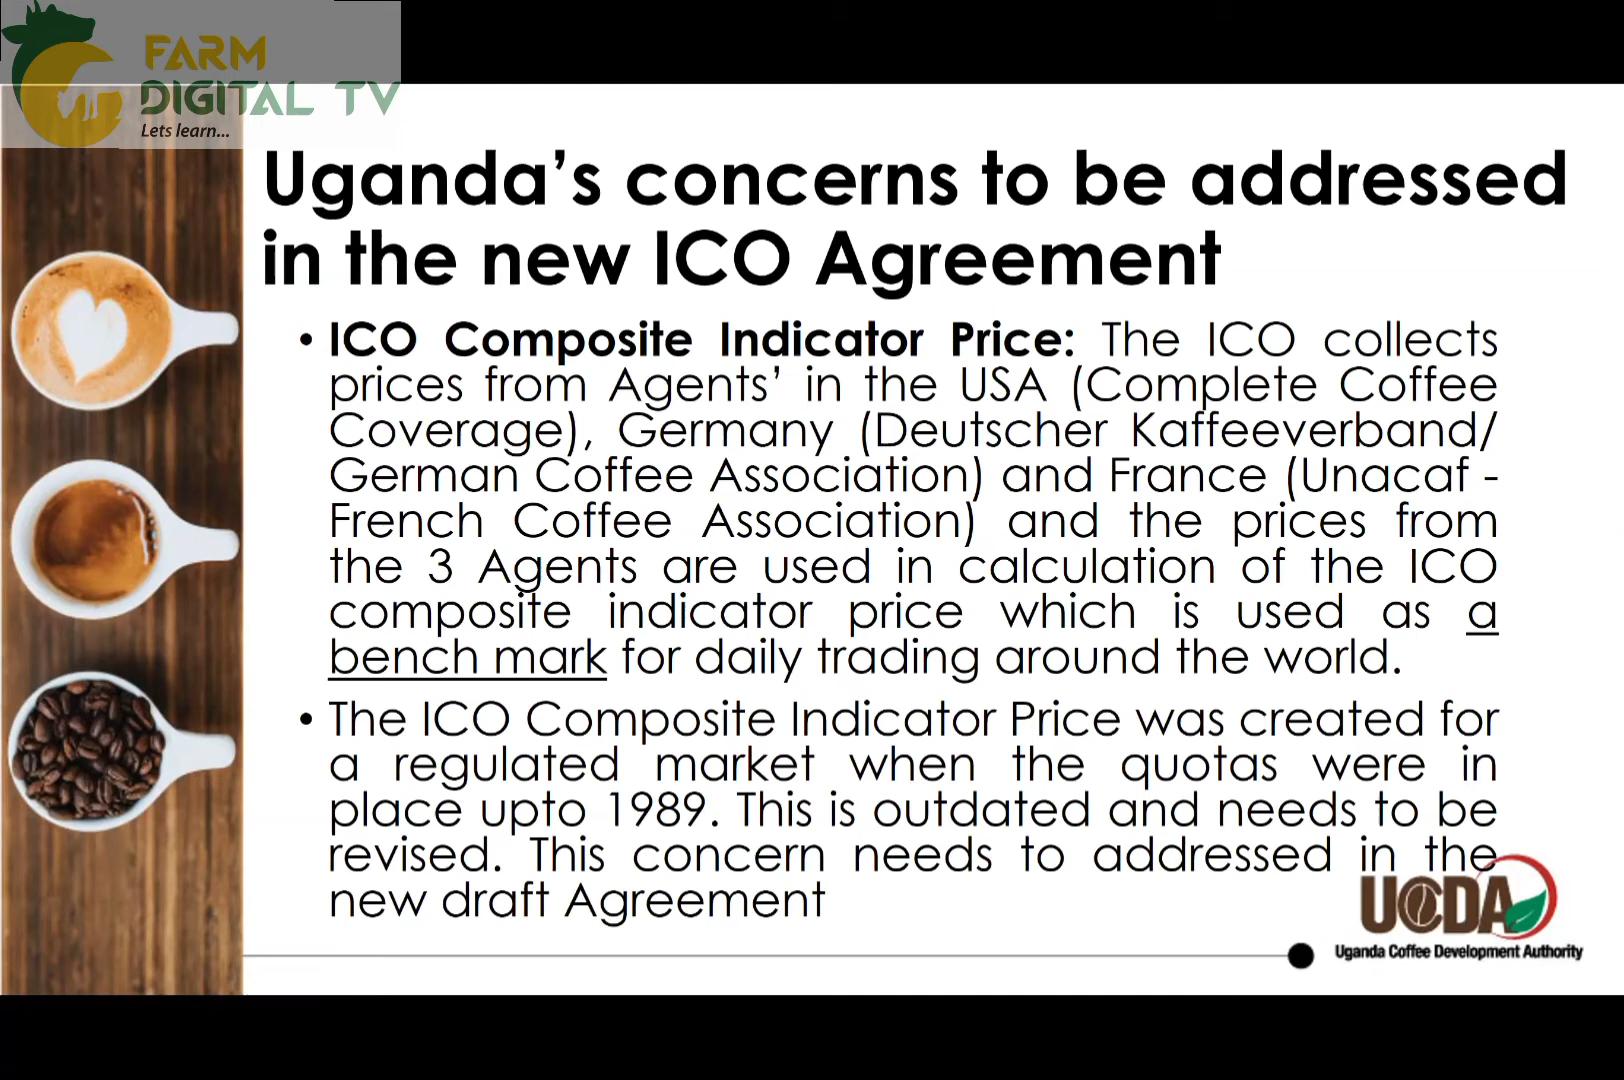 FARM
DIGITAL TV
Lets learn...
Uganda’s concerns to be addressed
in the new ICO Agreement
• ICO Composite Indicator Price: The ICO collects
prices from Agents’ in the USA (Complete Coffee
Coverage), Germany (Deutscher Kaffeeverband/
German Coffee Association) and France (Unacaf -
French Coffee Association) and the prices from
the 3 Agents are used in calculation of the ICO
composite indicator price which is used as a
bench mark for daily trading around the world.
• The ICO Composite Indicator Price was created for
a regulated market when the quotas were in
place upto 1989. This is outdated and needs to be
revised. This concern needs to addressed in the
new draft Agreement
UCDA
Uganda Coffee Development Authority